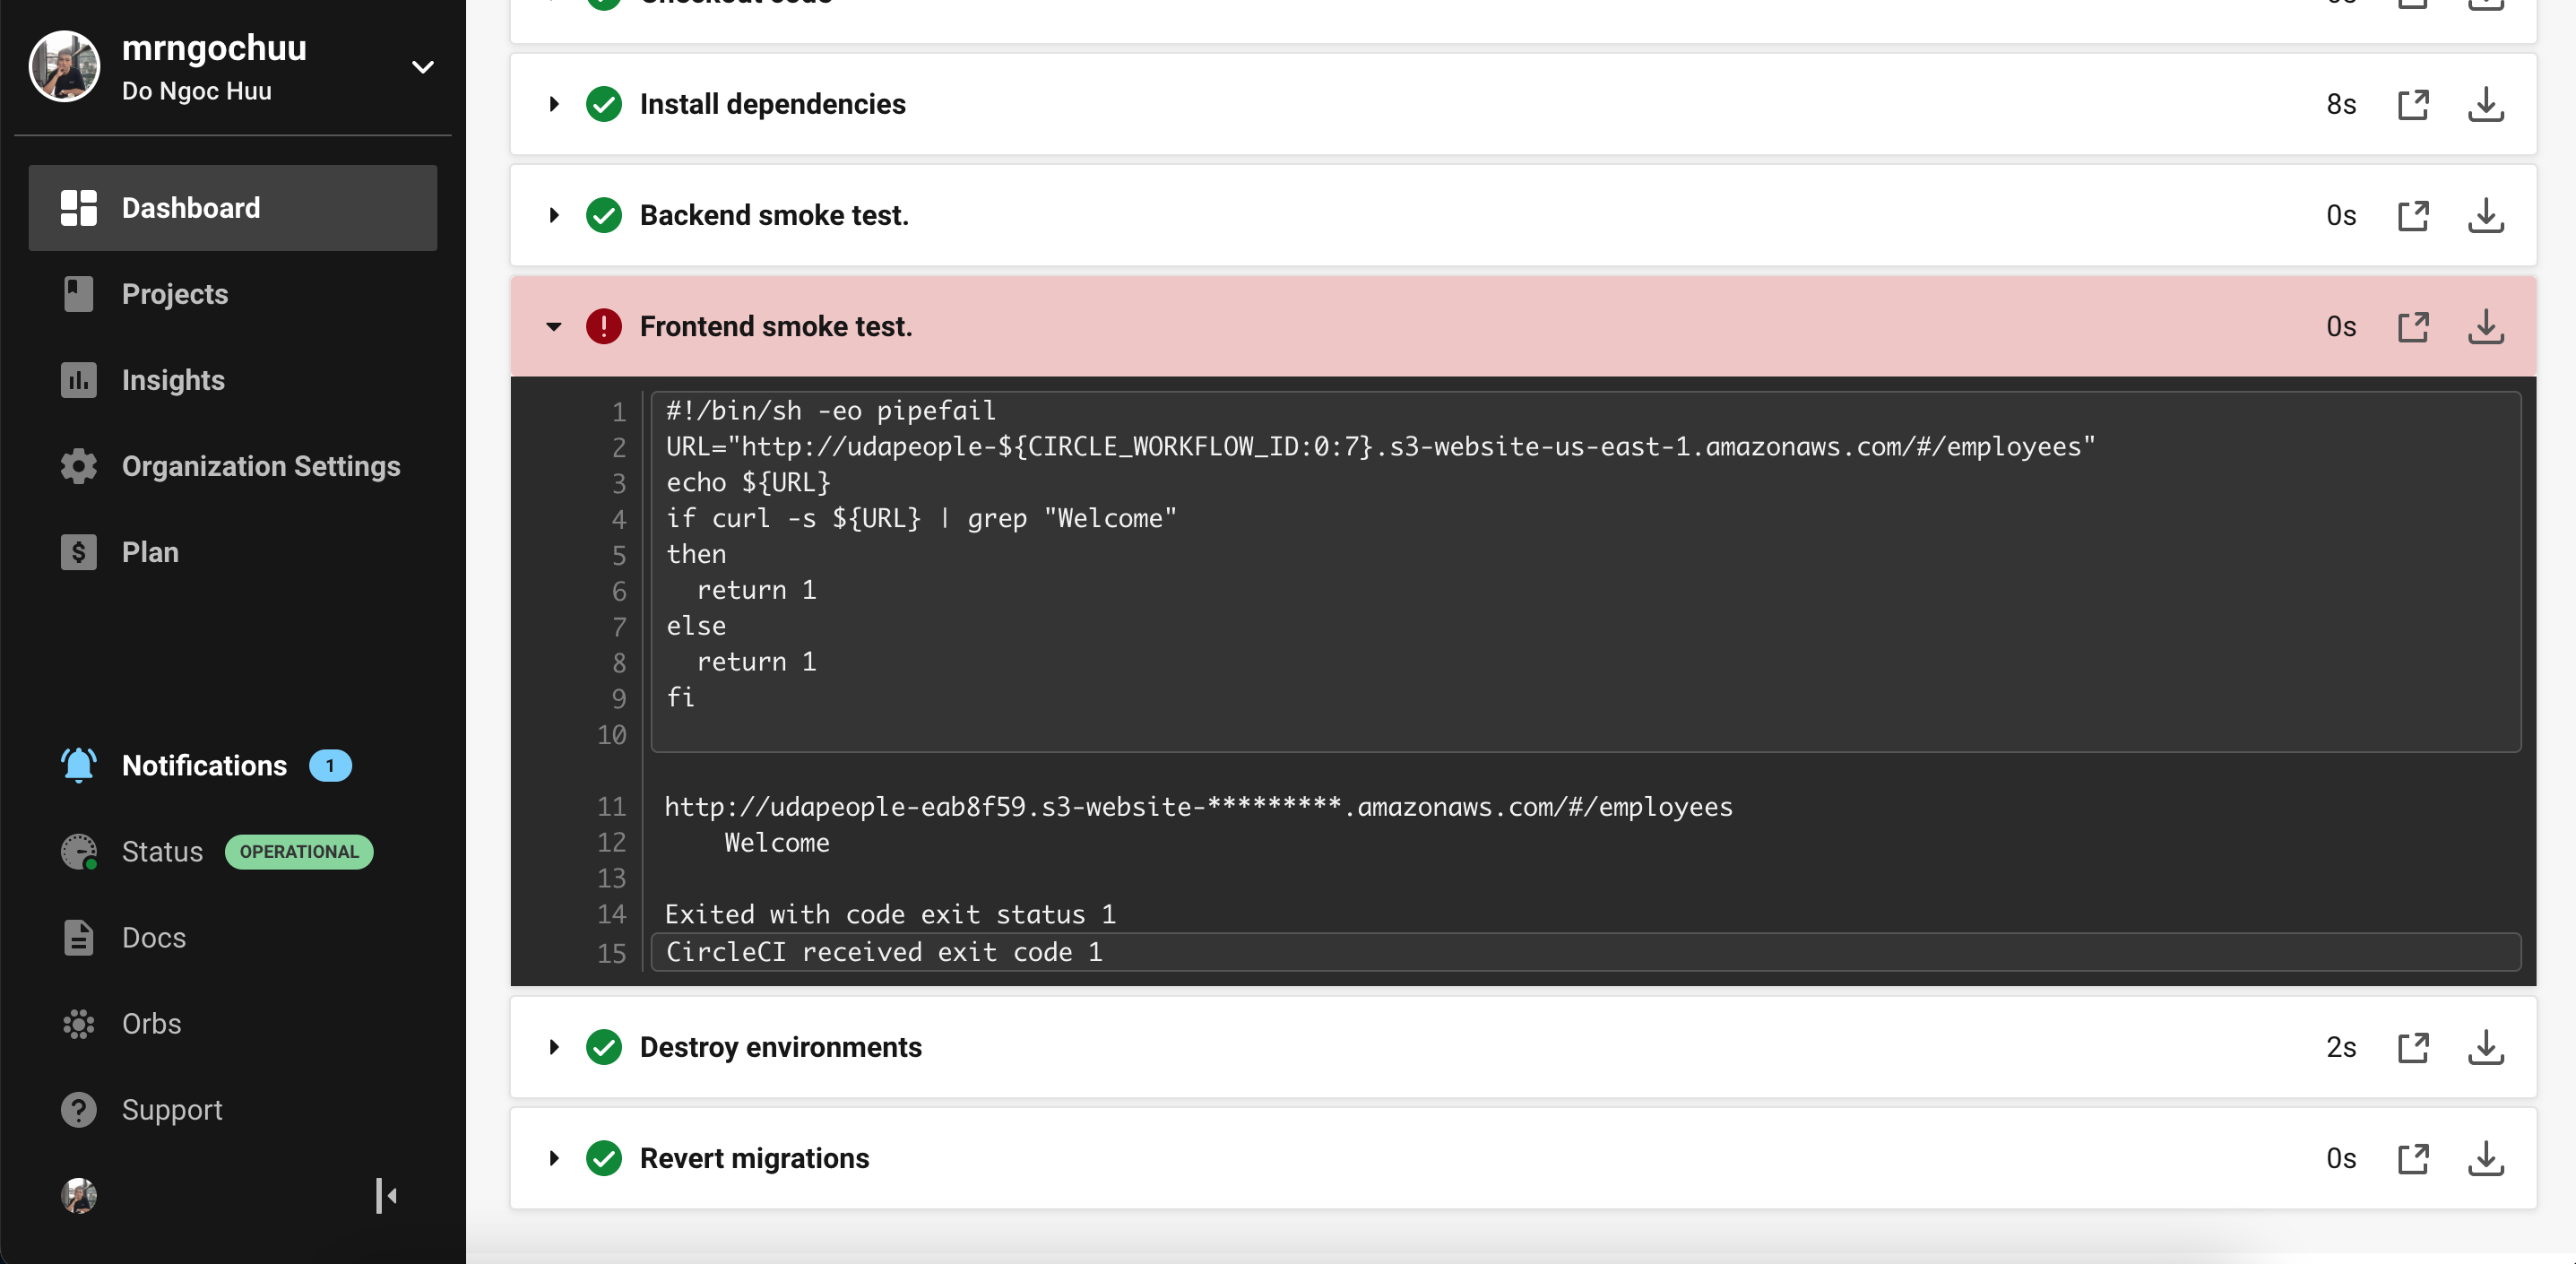 mrngochuu
Do Ngoc Huu
Dashboard
Projects
Insights
Organization Settings
Plan
Notifications 1
Status OPERATIONAL
Docs
Orbs
Support
Checkout code 0s
Install dependencies 8s
Backend smoke test. 0s
Frontend smoke test. 0s
1 #!/bin/sh -eo pipefail
2 URL="http://udapeople-${CIRCLE_WORKFLOW_ID:0:7}.s3-website-us-east-1.amazonaws.com/#/employees"
3 echo ${URL}
4 if curl -s ${URL} | grep "Welcome"
5 then
6   return 1
7 else
8   return 1
9 fi
10
11 http://udapeople-eab8f59.s3-website-*********.amazonaws.com/#/employees
12     Welcome
13
14 Exited with code exit status 1
15 CircleCI received exit code 1
Destroy environments 2s
Revert migrations 0s